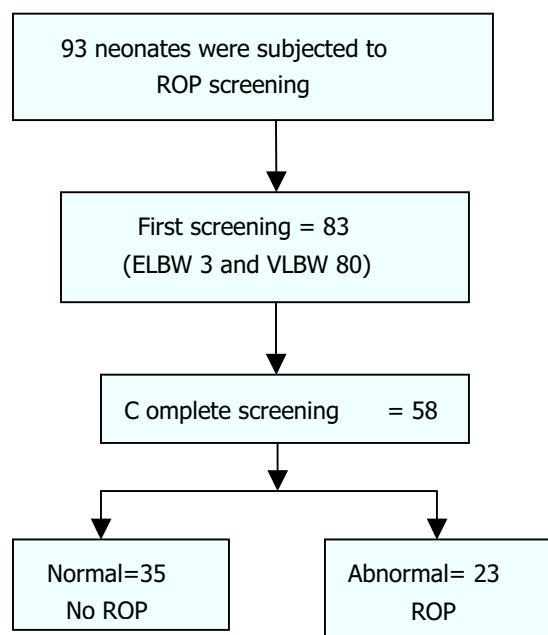 93 neonates were subjected to
ROP screening
First screening = 83
(ELBW 3 and VLBW 80)
C omplete screening = 58
Normal=35
No ROP
Abnormal= 23
ROP